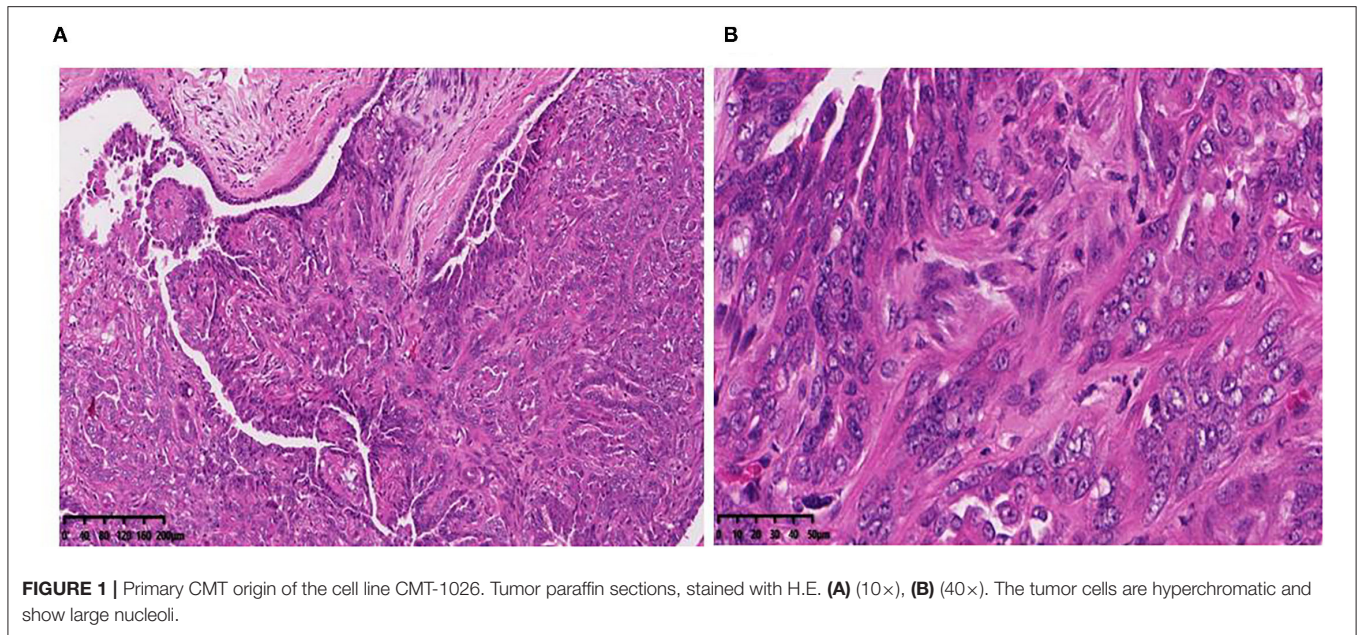 A
B
0 40 80 120 160 200μm
0 10 20 30 40 50μm
FIGURE 1 | Primary CMT origin of the cell line CMT-1026. Tumor paraffin sections, stained with H.E. (A) (10×), (B) (40×). The tumor cells are hyperchromatic and
show large nucleoli.